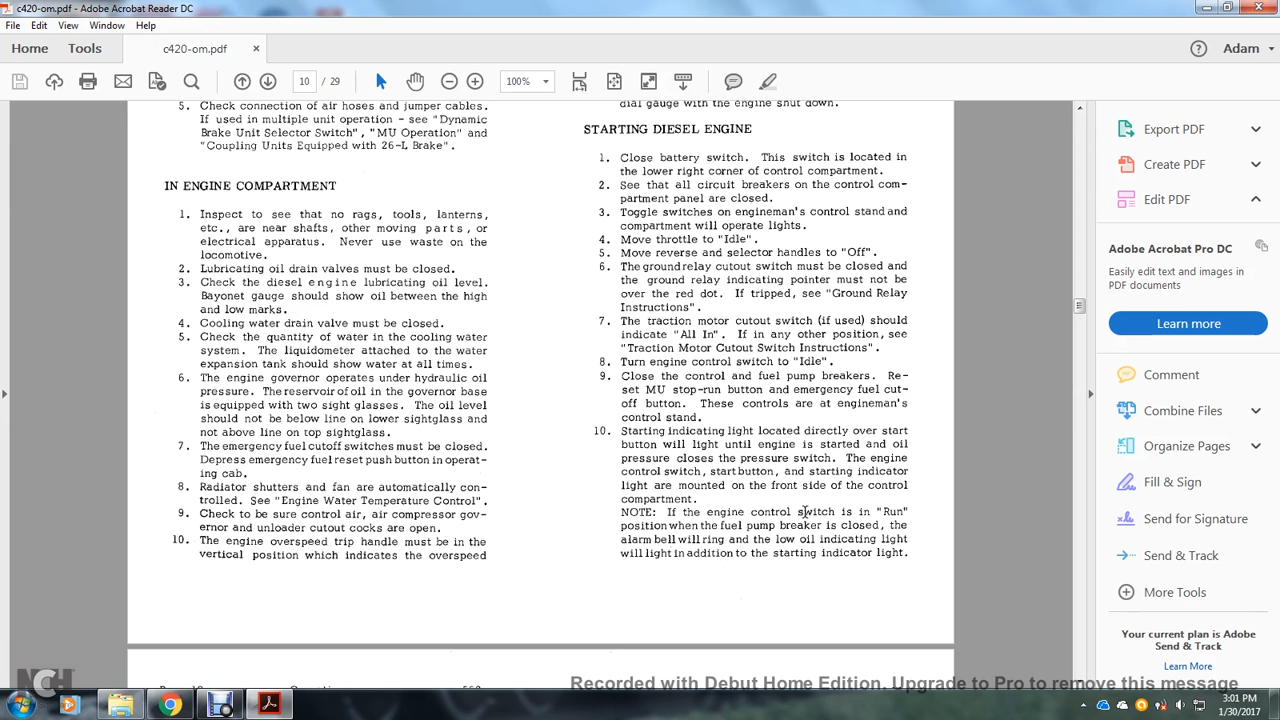 c420-om.pdf - Adobe Acrobat Reader DC
File Edit View Window Help
Home Tools c420-om.pdf × Adam
10 / 29 100%
5. Check connection of air hoses and jumper cables.
If used in multiple unit operation - see "Dynamic
Brake Unit Selector Switch", "MU Operation" and
"Coupling Units Equipped with 26-L Brake".
IN ENGINE COMPARTMENT
1. Inspect to see that no rags, tools, lanterns,
etc., are near shafts, other moving parts, or
electrical apparatus. Never use waste on the
locomotive.
2. Lubricating oil drain valves must be closed.
3. Check the diesel engine lubricating oil level.
Bayonet gauge should show oil between the high
and low marks.
4. Cooling water drain valve must be closed.
5. Check the quantity of water in the cooling water
system. The liquidometer attached to the water
expansion tank should show water at all times.
6. The engine governor operates under hydraulic oil
pressure. The reservoir of oil in the governor base
is equipped with two sight glasses. The oil level
should not be below line on lower sightglass and
not above line on top sightglass.
7. The emergency fuel cutoff switches must be closed.
Depress emergency fuel reset push button in operat-
ing cab.
8. Radiator shutters and fan are automatically con-
trolled. See "Engine Water Temperature Control".
9. Check to be sure control air, air compressor gov-
ernor and unloader cutout cocks are open.
10. The engine overspeed trip handle must be in the
vertical position which indicates the overspeed
dial gauge with the engine shut down.
STARTING DIESEL ENGINE
1. Close battery switch. This switch is located in
the lower right corner of control compartment.
2. See that all circuit breakers on the control com-
partment panel are closed.
3. Toggle switches on engineman's control stand and
compartment will operate lights.
4. Move throttle to "Idle".
5. Move reverse and selector handles to "Off".
6. The ground relay cutout switch must be closed and
the ground relay indicating pointer must not be
over the red dot. If tripped, see "Ground Relay
Instructions".
7. The traction motor cutout switch (if used) should
indicate "All In". If in any other position, see
"Traction Motor Cutout Switch Instructions".
8. Turn engine control switch to "Idle".
9. Close the control and fuel pump breakers. Re-
set MU stop-run button and emergency fuel cut-
off button. These controls are at engineman's
control stand.
10. Starting indicating light located directly over start
button will light until engine is started and oil
pressure closes the pressure switch. The engine
control switch, start button, and starting indicator
light are mounted on the front side of the control
compartment.
NOTE: If the engine control switch is in "Run"
position when the fuel pump breaker is closed, the
alarm bell will ring and the low oil indicating light
will light in addition to the starting indicator light.
Export PDF
Create PDF
Edit PDF
Adobe Acrobat Pro DC
Easily edit text and images in
PDF documents
Learn more
Comment
Combine Files
Organize Pages
Fill & Sign
Send for Signature
Send & Track
More Tools
Your current plan is Adobe
Send & Track
Learn More
NCH
Recorded with Debut Home Edition. Upgrade to Pro to remove this message
3:01 PM
1/30/2017